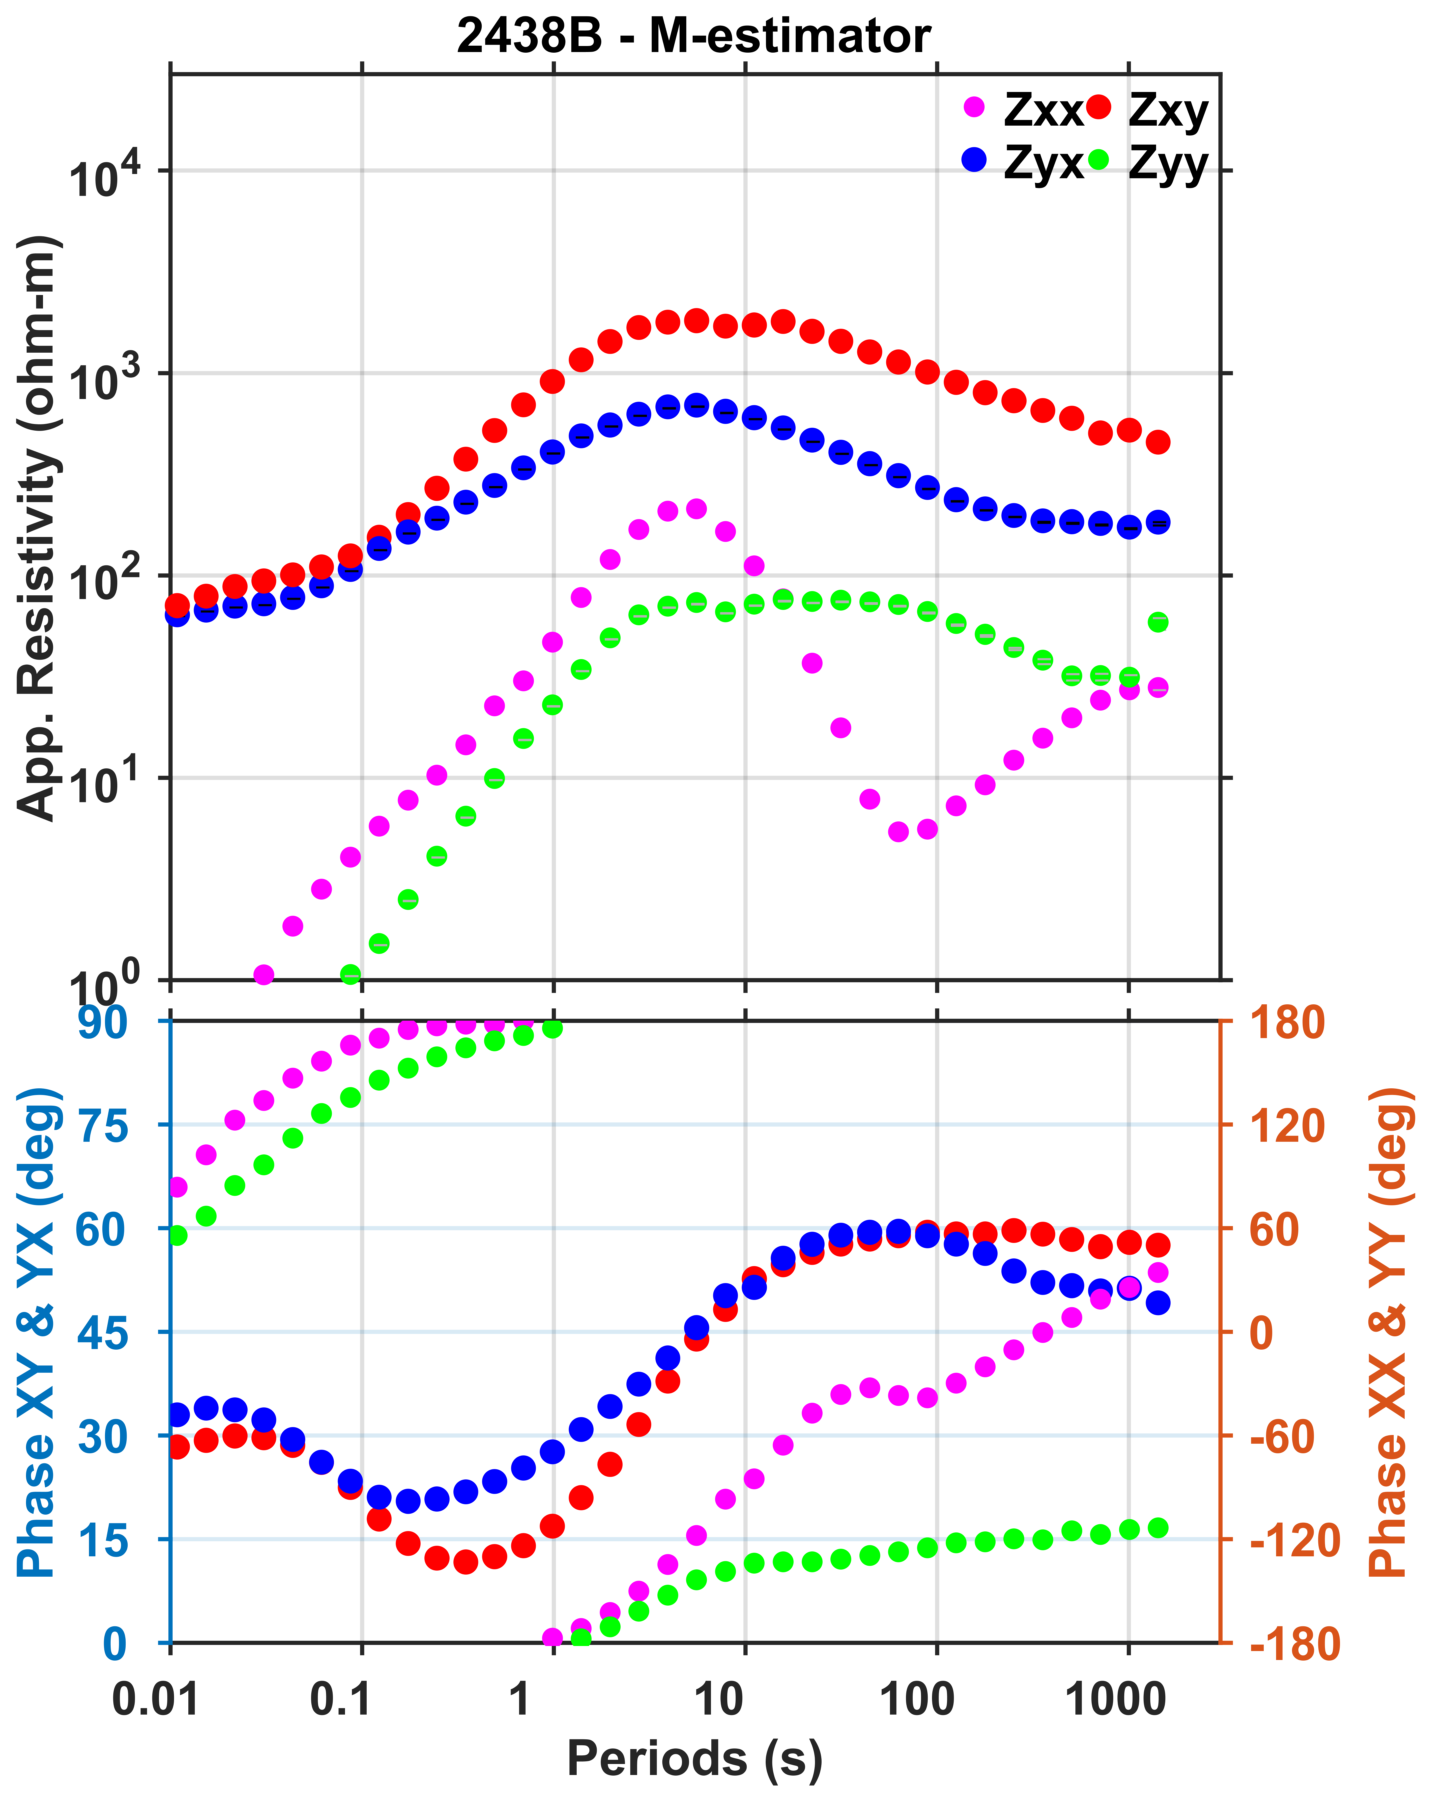 2438B - M-estimator
Zxx Zxy
Zyx Zyy
10^4
10^3
10^2
10^1
10^0
App. Resistivity (ohm-m)
90
75
60
45
30
15
0
Phase XY & YX (deg)
180
120
60
0
-60
-120
-180
Phase XX & YY (deg)
0.01 0.1 1 10 100 1000
Periods (s)